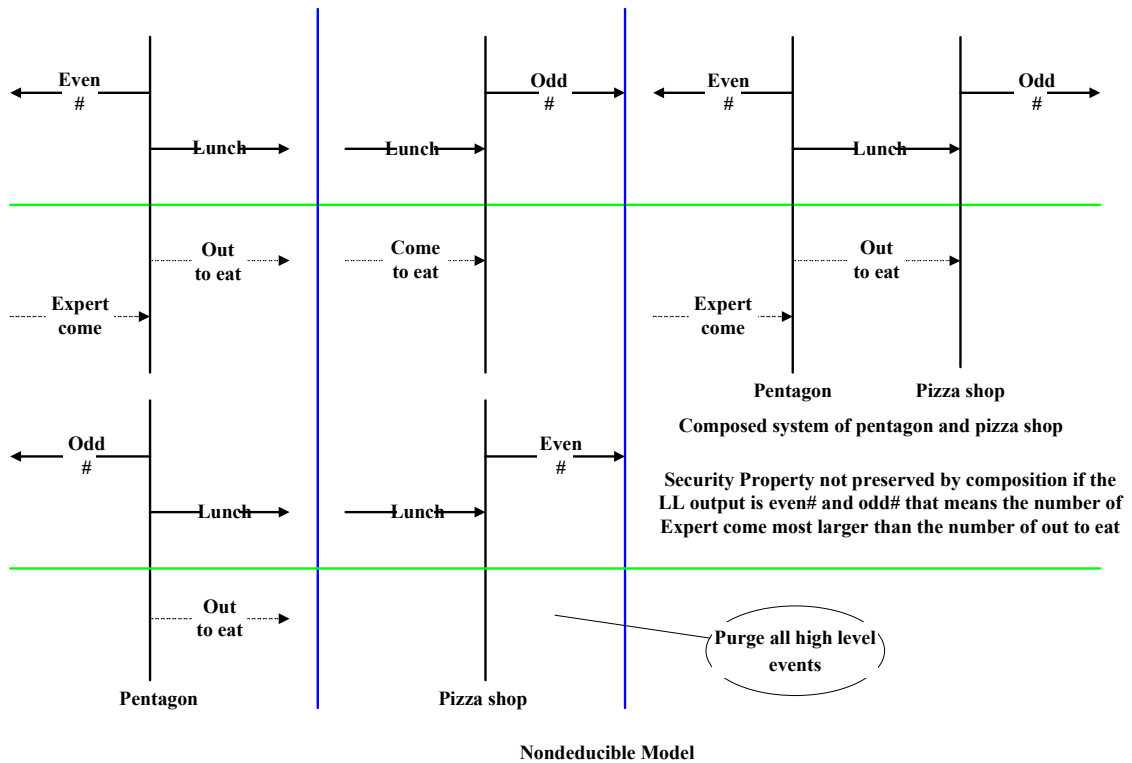 Even
#
Lunch
Out
to eat
Expert
come
Odd
#
Lunch
Come
to eat
Even
#
Odd
#
Lunch
Out
to eat
Expert
come
Pentagon
Pizza shop
Composed system of pentagon and pizza shop
Security Property not preserved by composition if the
LL output is even# and odd# that means the number of
Expert come most larger than the number of out to eat
Odd
#
Lunch
Out
to eat
Pentagon
Even
#
Lunch
Pizza shop
Purge all high level
events
Nondeducible Model